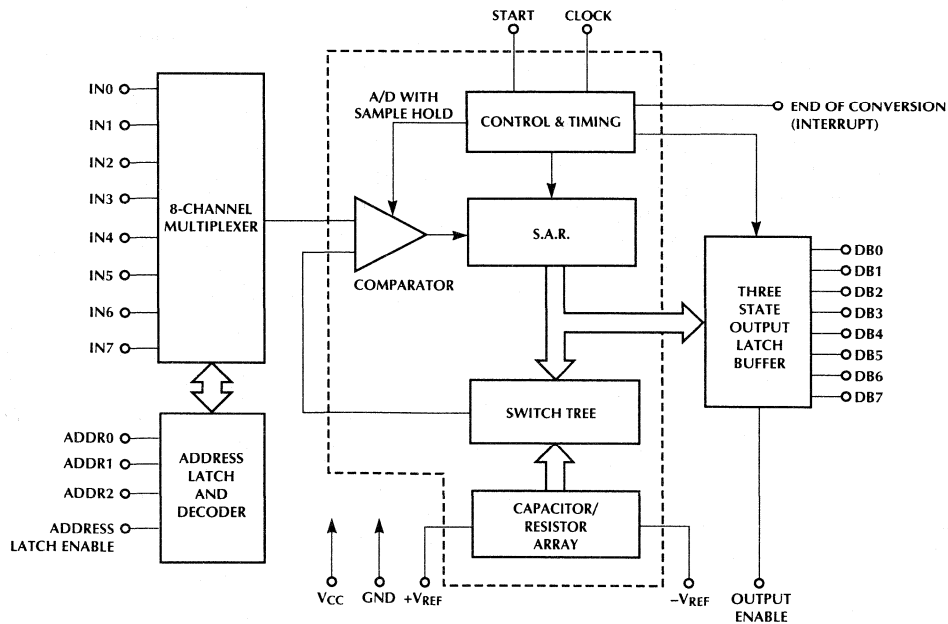 START
CLOCK
IN0
IN1
IN2
IN3
IN4
IN5
IN6
IN7
8-CHANNEL
MULTIPLEXER
A/D WITH
SAMPLE HOLD
CONTROL & TIMING
END OF CONVERSION
(INTERRUPT)
S.A.R.
COMPARATOR
THREE
STATE
OUTPUT
LATCH
BUFFER
DB0
DB1
DB2
DB3
DB4
DB5
DB6
DB7
SWITCH TREE
ADDR0
ADDR1
ADDR2
ADDRESS
LATCH ENABLE
ADDRESS
LATCH
AND
DECODER
CAPACITOR/
RESISTOR
ARRAY
VCC
GND
+VREF
–VREF
OUTPUT
ENABLE